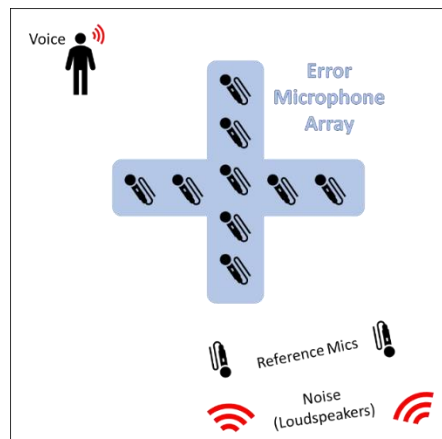 Voice
Error
Microphone
Array
Reference Mics
Noise
(Loudspeakers)